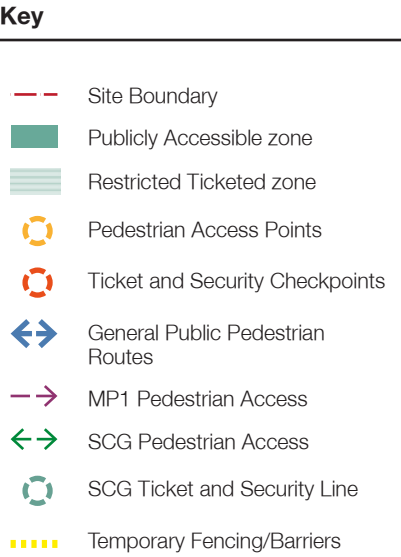 Key
Site Boundary
Publicly Accessible zone
Restricted Ticketed zone
Pedestrian Access Points
Ticket and Security Checkpoints
General Public Pedestrian
Routes
MP1 Pedestrian Access
SCG Pedestrian Access
SCG Ticket and Security Line
Temporary Fencing/Barriers